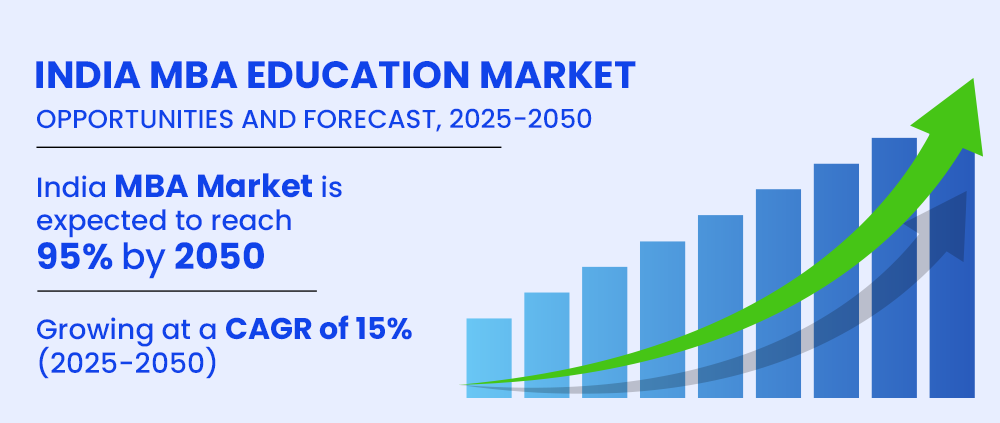 INDIA MBA EDUCATION MARKET
OPPORTUNITIES AND FORECAST, 2025-2050
India MBA Market is
expected to reach
95% by 2050
Growing at a CAGR of 15%
(2025-2050)